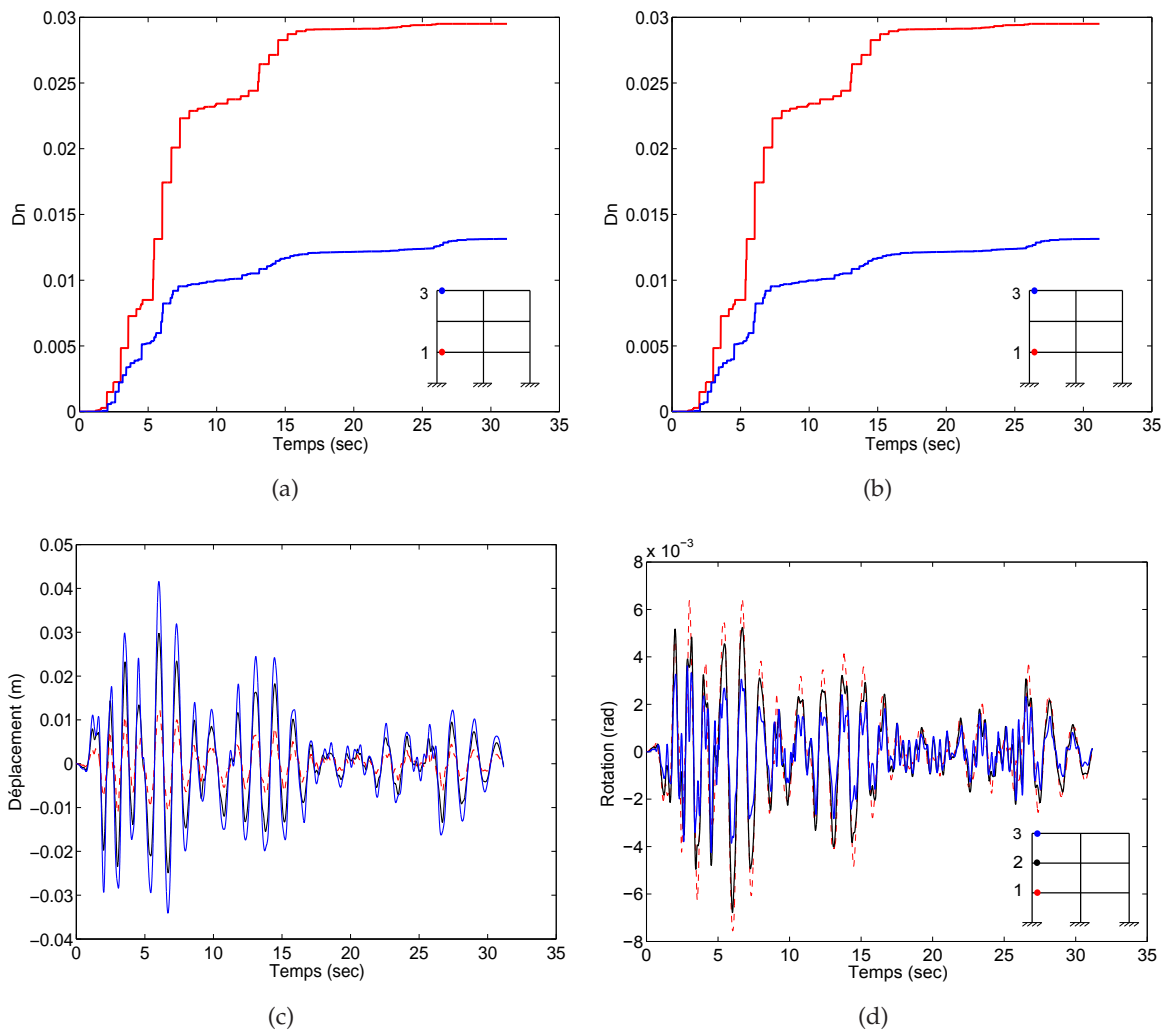 0.03
0.025
0.02
0.015
0.01
0.005
0
Dn
0 5 10 15 20 25 30 35
Temps (sec)
3
1
(a)
0.03
0.025
0.02
0.015
0.01
0.005
0
Dn
0 5 10 15 20 25 30 35
Temps (sec)
3
1
(b)
0.05
0.04
0.03
0.02
0.01
0
−0.01
−0.02
−0.03
−0.04
Déplacement (m)
0 5 10 15 20 25 30 35
Temps (sec)
(c)
x 10⁻³
8
6
4
2
0
−2
−4
−6
−8
Rotation (rad)
0 5 10 15 20 25 30 35
Temps (sec)
3
2
1
(d)